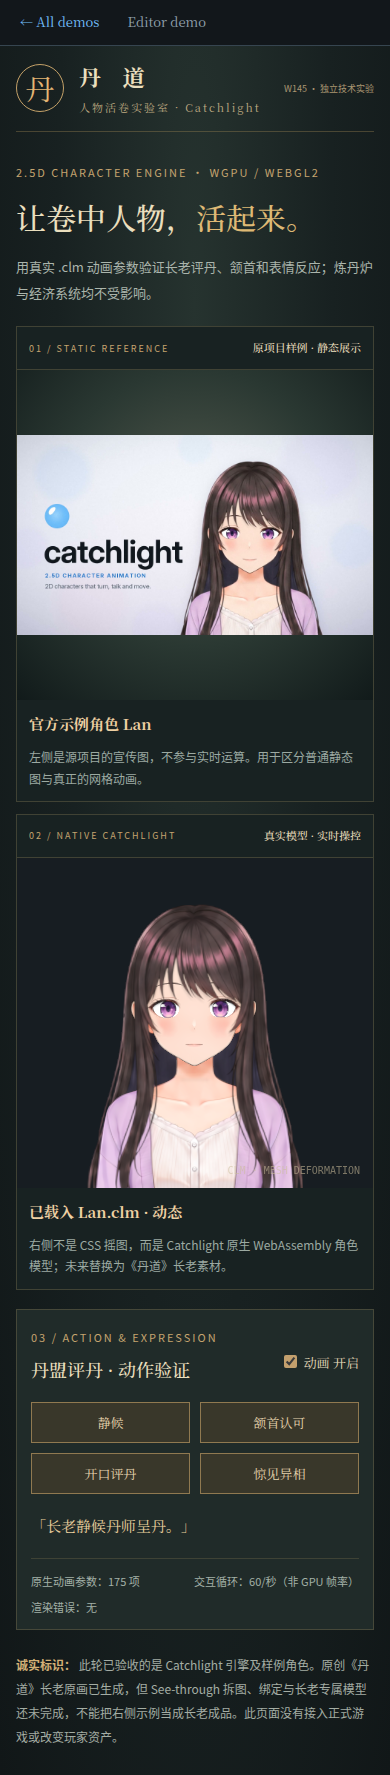 ← All demos Editor demo
丹
丹 道
人物活卷实验室 · Catchlight
W145 · 独立技术实验
2.5D CHARACTER ENGINE · WGPU / WEBGL2
让卷中人物，活起来。
用真实 .clm 动画参数验证长老评丹、颔首和表情反应；炼丹炉
与经济系统均不受影响。
01 / STATIC REFERENCE
原项目样例 · 静态展示
catchlight
2.5D CHARACTER ANIMATION
2D characters that turn, talk and move.
官方示例角色 Lan
左侧是源项目的宣传图，不参与实时运算。用于区分普通静态
图与真正的网格动画。
02 / NATIVE CATCHLIGHT
真实模型 · 实时操控
DEFORMATION
已载入 Lan.clm · 动态
右侧不是 CSS 摇图，而是 Catchlight 原生 WebAssembly 角色
模型；未来替换为《丹道》长老素材。
03 / ACTION & EXPRESSION
丹盟评丹 · 动作验证
动画 开启
静候
颔首认可
开口评丹
惊见异相
「长老静候丹师呈丹。」
原生动画参数：175 项
交互循环：60/秒（非 GPU 帧率）
渲染错误：无
诚实标识： 此轮已验收的是 Catchlight 引擎及样例角色。原创《丹
道》长老原画已生成，但 See-through 拆图、绑定与长老专属模型
还未完成，不能把右侧示例当成长老成品。此页面没有接入正式游
戏或改变玩家资产。